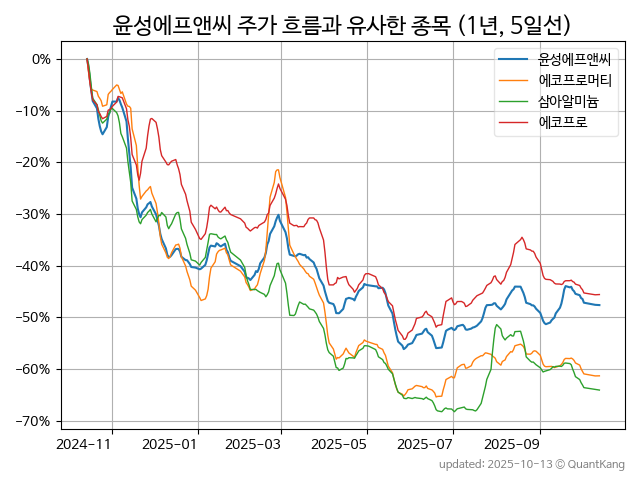 윤성에프앤씨 주가 흐름과 유사한 종목 (1년, 5일선)
윤성에프앤씨
에코프로머티
삼아알미늄
에코프로
0%
−10%
−20%
−30%
−40%
−50%
−60%
−70%
2024-11
2025-01
2025-03
2025-05
2025-07
2025-09
updated: 2025-10-13 © QuantKang